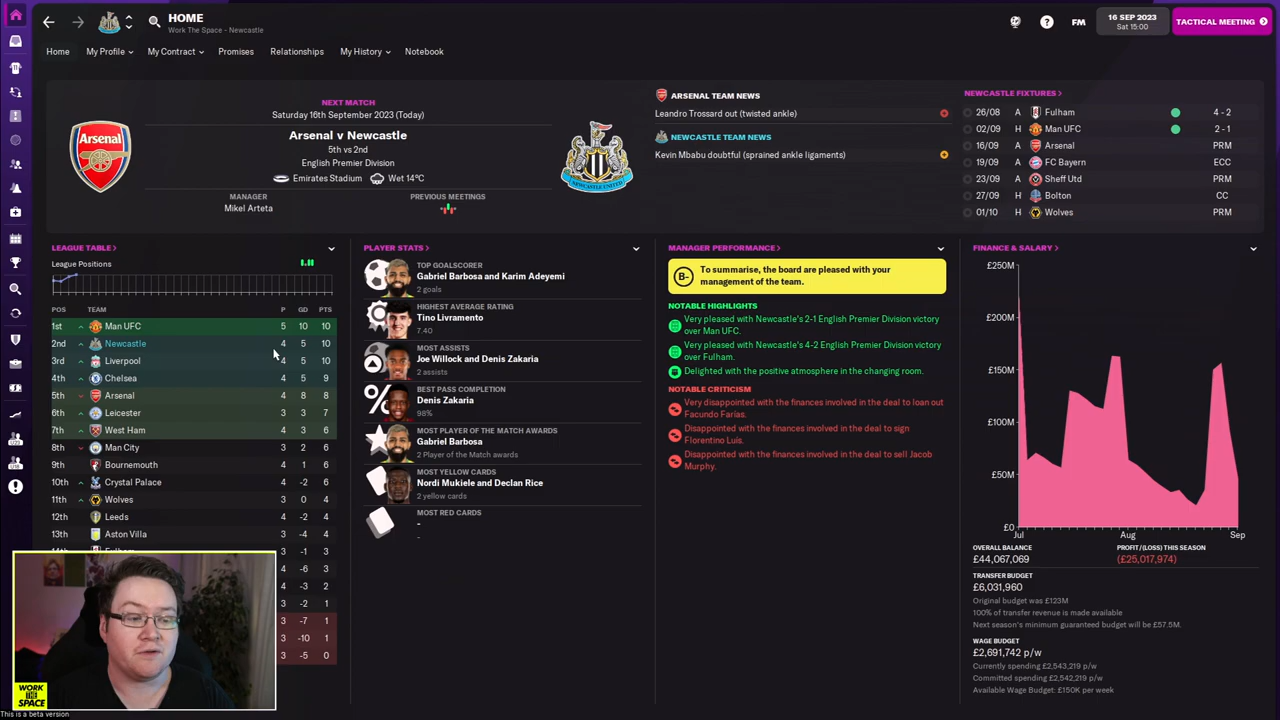 HOME
Work The Space - Newcastle
?
FM
16 SEP 2023
Sat 15:00
TACTICAL MEETING
Home
My Profile
My Contract
Promises
Relationships
My History
Notebook
NEXT MATCH
Saturday 16th September 2023 (Today)
Arsenal v Newcastle
5th vs 2nd
English Premier Division
Emirates Stadium
Wet 14°C
MANAGER
Mikel Arteta
PREVIOUS MEETINGS
Arsenal
NEWCASTLE UNITED
ARSENAL TEAM NEWS
Leandro Trossard out (twisted ankle)
NEWCASTLE TEAM NEWS
Kevin Mbabu doubtful (sprained ankle ligaments)
NEWCASTLE FIXTURES >
26/08 A Fulham 4 - 2
02/09 H Man UFC 2 - 1
16/09 A Arsenal PRM
19/09 A FC Bayern ECC
23/09 A Sheff Utd PRM
27/09 H Bolton CC
01/10 H Wolves PRM
LEAGUE TABLE >
League Positions
POS TEAM P GD PTS
1st Man UFC 5 10 10
2nd Newcastle 4 5 10
3rd Liverpool 4 5 10
4th Chelsea 4 5 9
5th Arsenal 4 8 8
6th Leicester 3 3 7
7th West Ham 4 3 6
8th Man City 3 2 6
9th Bournemouth 4 1 6
10th Crystal Palace 4 -2 6
11th Wolves 3 0 4
12th Leeds 4 -2 4
13th Aston Villa 3 -4 4
14th Fulham 3 -1 3
4 -6 3
4 -3 2
3 -2 1
3 -7 1
3 -10 1
3 -5 0
PLAYER STATS >
TOP GOALSCORER
Gabriel Barbosa and Karim Adeyemi
2 goals
HIGHEST AVERAGE RATING
Tino Livramento
7.40
MOST ASSISTS
Joe Willock and Denis Zakaria
2 assists
BEST PASS COMPLETION
Denis Zakaria
98%
MOST PLAYER OF THE MATCH AWARDS
Gabriel Barbosa
2 Player of the Match awards
MOST YELLOW CARDS
Nordi Mukiele and Declan Rice
2 yellow cards
MOST RED CARDS
-
-
MANAGER PERFORMANCE >
B-
To summarise, the board are pleased with your
management of the team.
NOTABLE HIGHLIGHTS
Very pleased with Newcastle's 2-1 English Premier Division victory
over Man UFC.
Very pleased with Newcastle's 4-2 English Premier Division victory
over Fulham.
Delighted with the positive atmosphere in the changing room.
NOTABLE CRITICISM
Very disappointed with the finances involved in the deal to loan out
Facundo Farías.
Disappointed with the finances involved in the deal to sign
Florentino Luís.
Disappointed with the finances involved in the deal to sell Jacob
Murphy.
FINANCE & SALARY >
£250M
£200M
£150M
£100M
£50M
£0
Jul Aug Sep
OVERALL BALANCE
£44,067,069
PROFIT/(LOSS) THIS SEASON
(£25,017,974)
TRANSFER BUDGET
£6,031,960
Original budget was £123M
100% of transfer revenue is made available
Next season's minimum guaranteed budget will be £57.5M.
WAGE BUDGET
£2,691,742 p/w
Currently spending £2,543,219 p/w
Committed spending £2,542,219 p/w
Available Wage Budget: £150K per week
WORK
THE
SPACE
This is a beta version